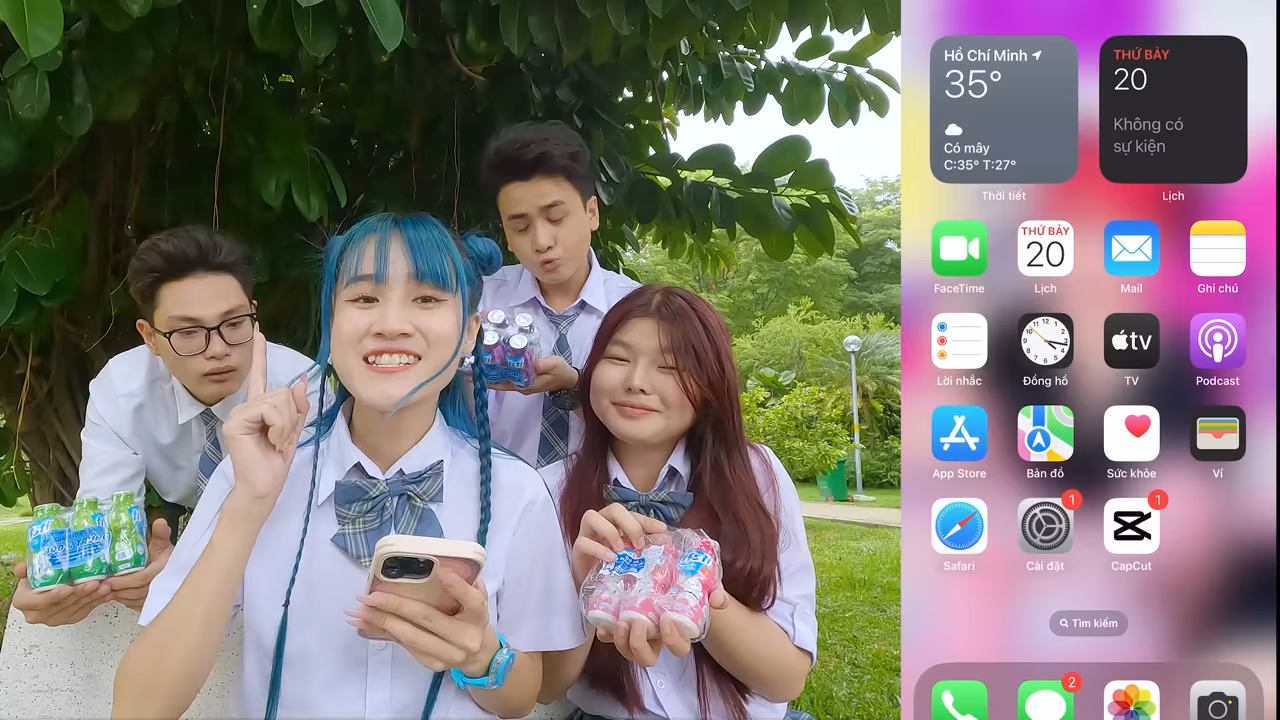 Hồ Chí Minh
35°
Có mây
C:35° T:27°
Thời tiết
THỨ BẢY
20
Không có
sự kiện
Lịch
FaceTime
THỨ BẢY
20
Lịch
Mail
Ghi chú
Lời nhắc
Đồng hồ
tv
TV
Podcast
App Store
Bản đồ
Sức khỏe
Ví
Safari
1
Cài đặt
1
CapCut
Tìm kiếm
2